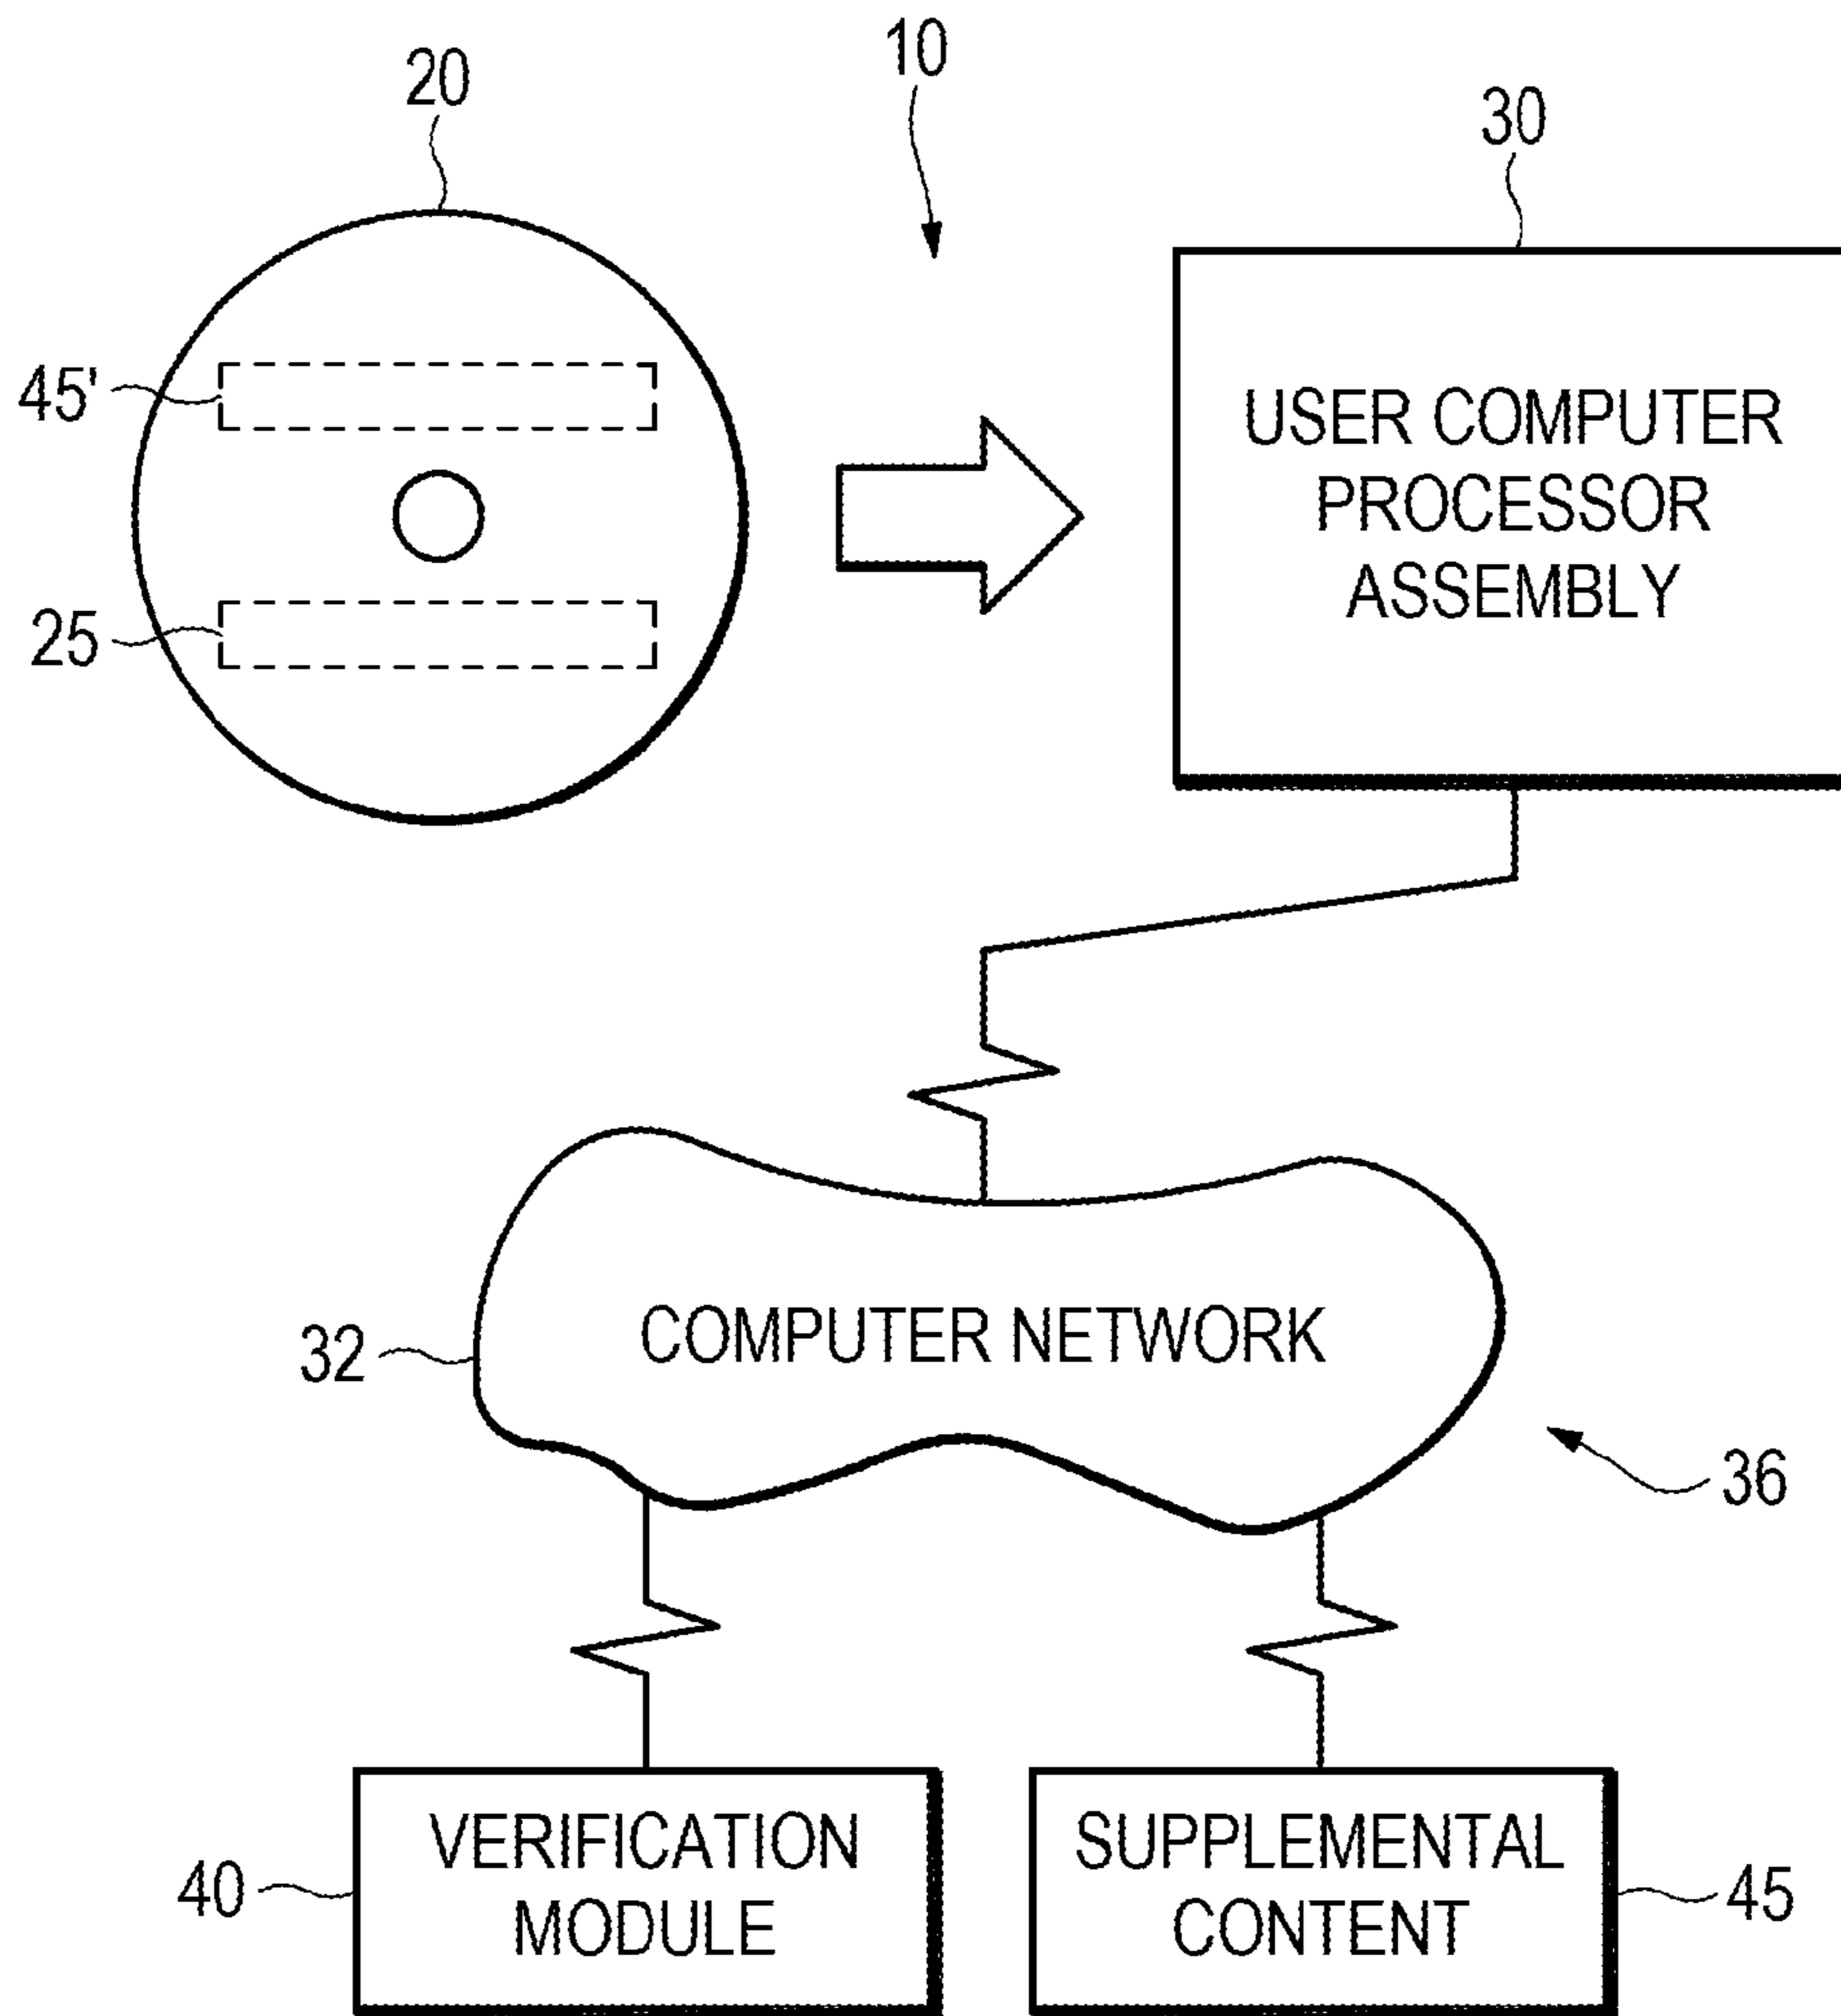 10
20
30
45'
USER COMPUTER
PROCESSOR
ASSEMBLY
25
COMPUTER NETWORK
32
36
VERIFICATION
MODULE
40
SUPPLEMENTAL
CONTENT
45